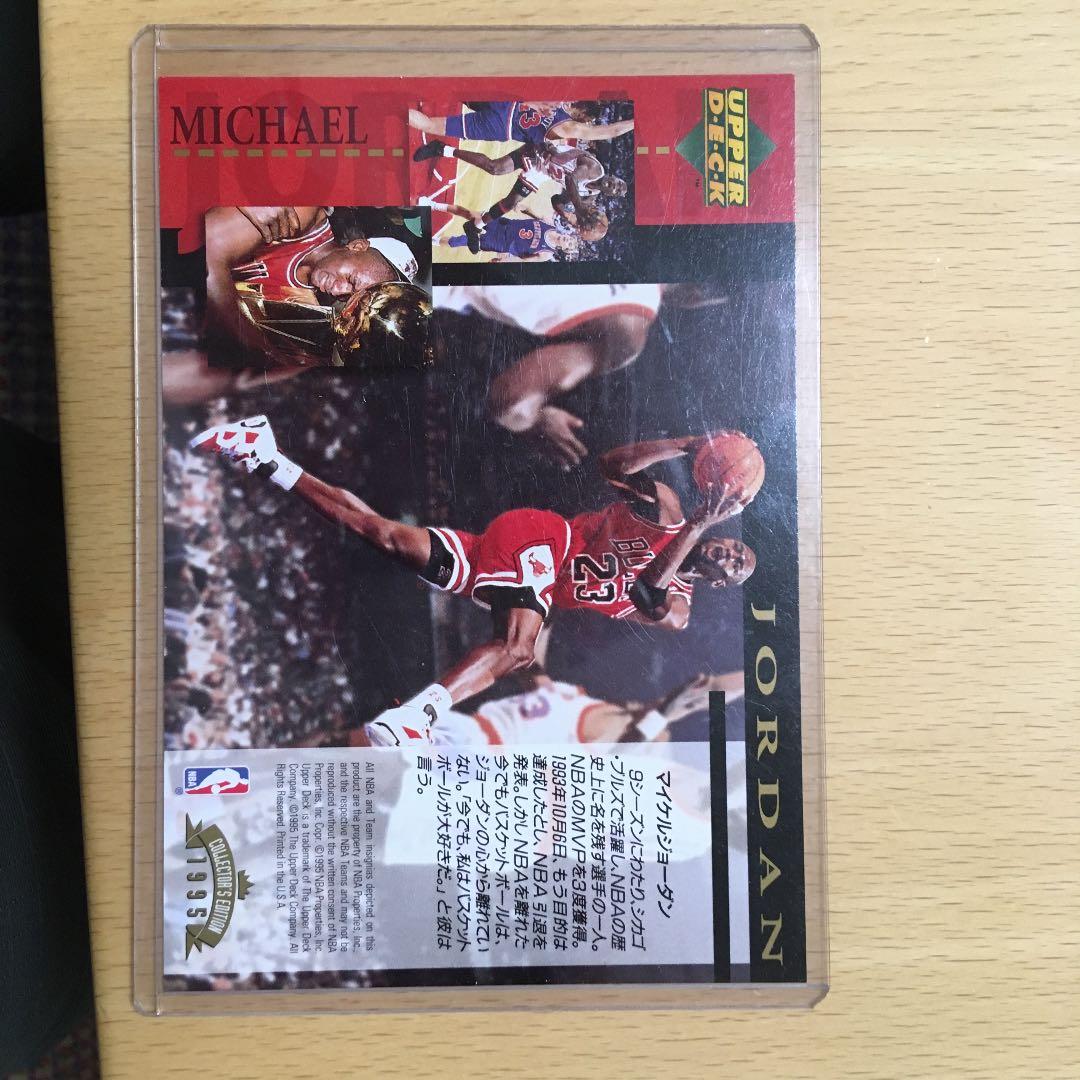 UPPER
D·E·C·K
™
MICHAEL
JORDAN
JORDAN
マイケルジョーダン
9シーズンにわたり、シカゴ
・ブルズで活躍し、NBAの歴
史上に名を残す選手の一人。
NBAのMVPを3度獲得。
1993年10月6日、もう目的は
達成したとし、NBA引退を
発表。しかしNBAを離れた
今でもバスケットボールは、
ジョーダンの心から離れてい
ない。「今でも、私はバスケット
ボールが大好きだ。」と彼は
言う。
All NBA and Team insignias depicted on this
product are the property of NBA Properties, Inc.,
and the respective NBA Teams and may not be
reproduced without the written consent of NBA
Properties, Inc. Copr. ©1995 NBA Properties, Inc.
Upper Deck is a trademark of The Upper Deck
Company. ©1995 The Upper Deck Company. All
Rights Reserved. Printed in the U.S.A.
NBA
®
COLLECTOR'S EDITION
1995
23
3
3